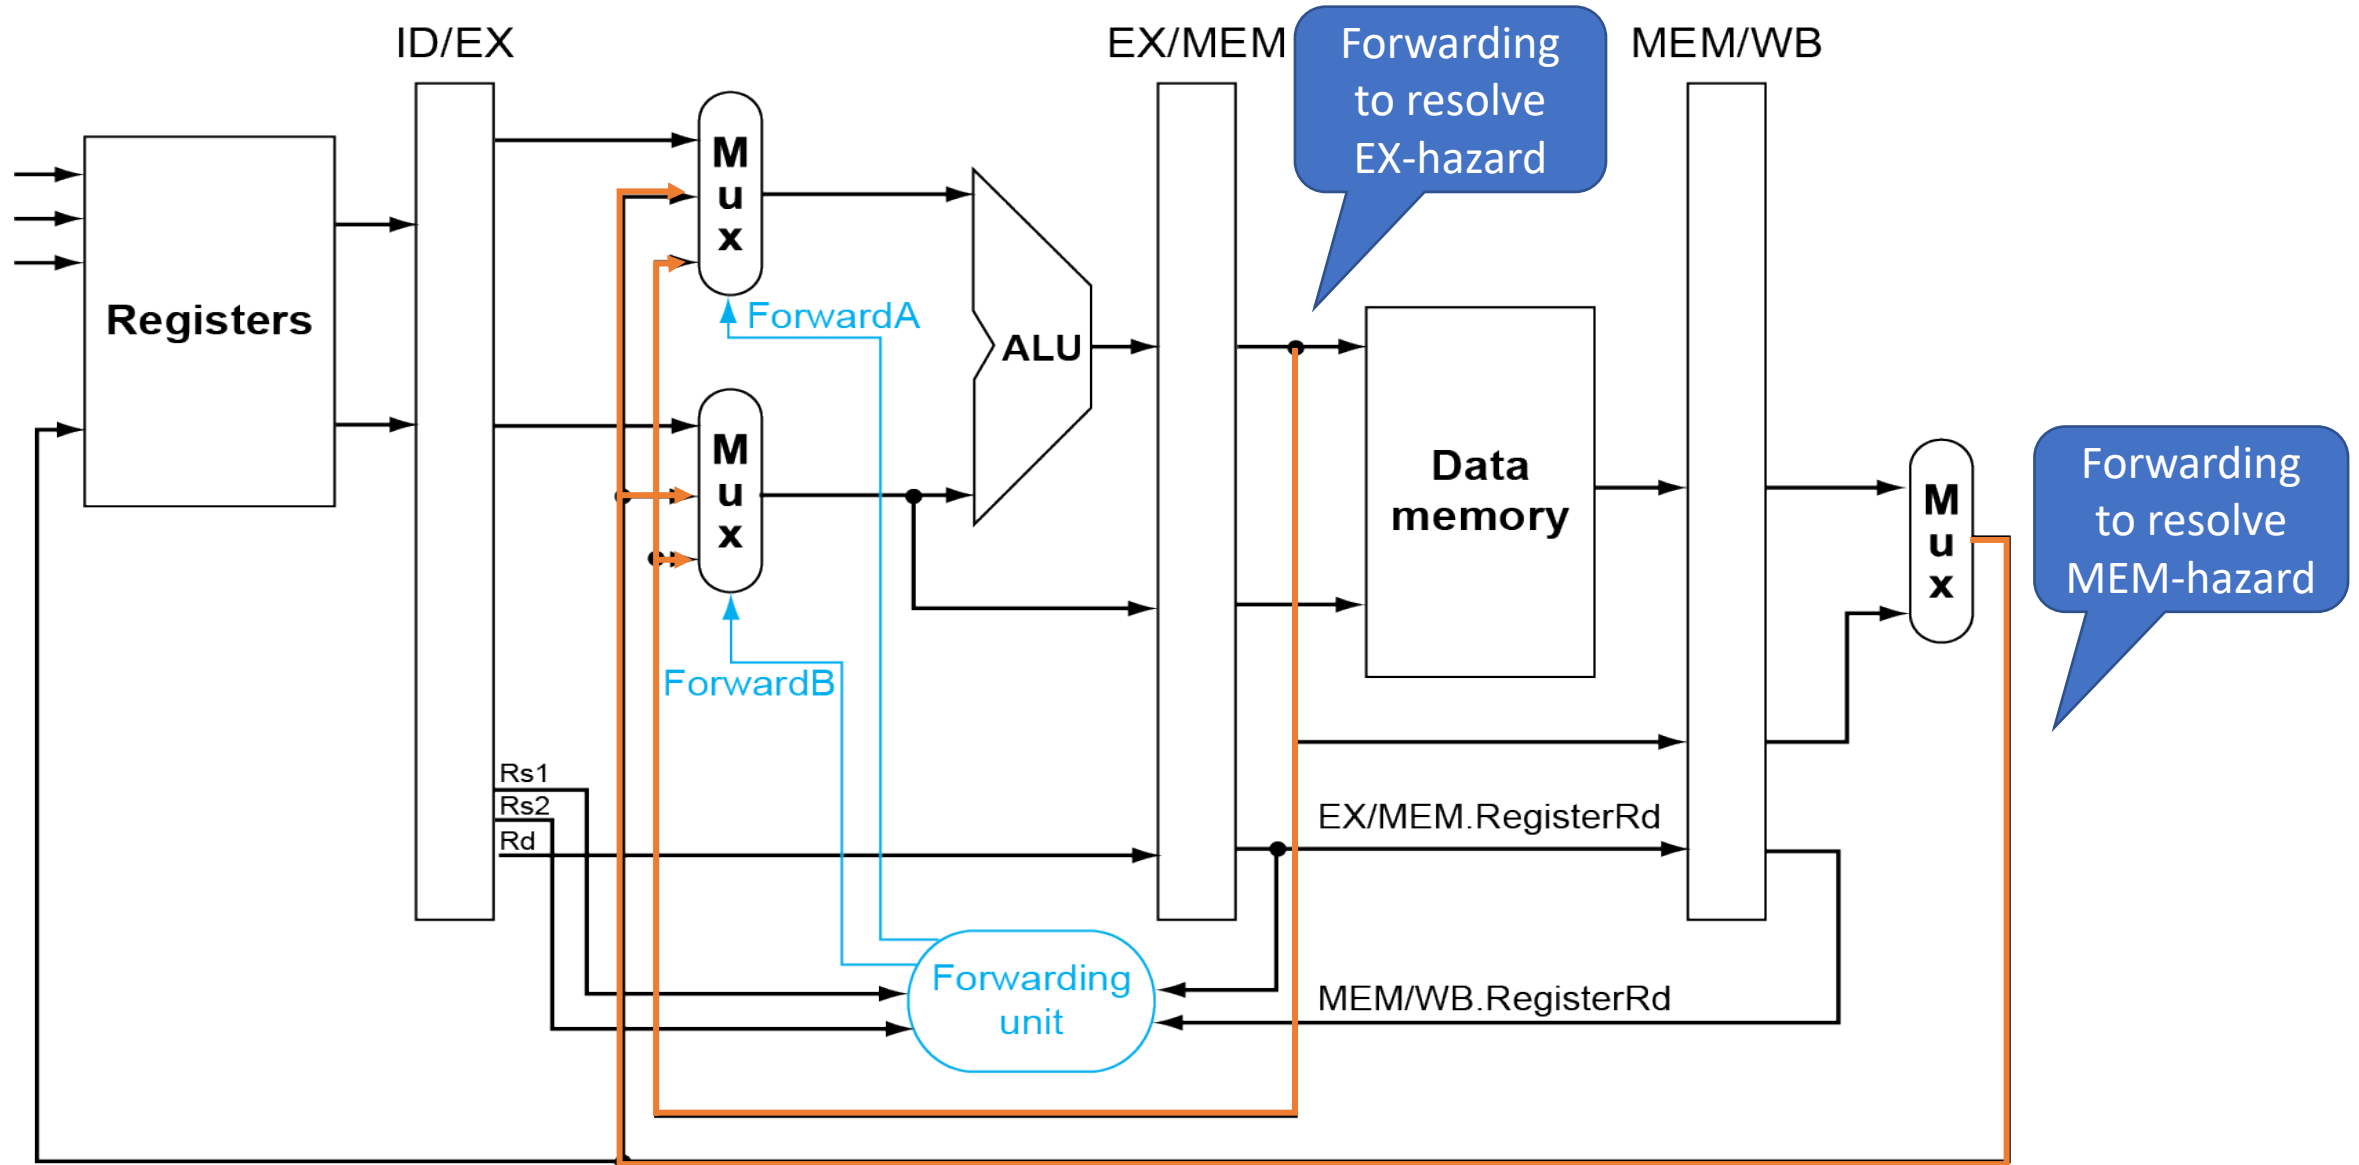 ID/EX
EX/MEM
MEM/WB
Forwarding
to resolve
EX-hazard
M
u
x
Registers
ForwardA
ALU
M
u
x
Data
memory
M
u
x
Forwarding
to resolve
MEM-hazard
ForwardB
Rs1
Rs2
Rd
EX/MEM.RegisterRd
Forwarding
unit
MEM/WB.RegisterRd